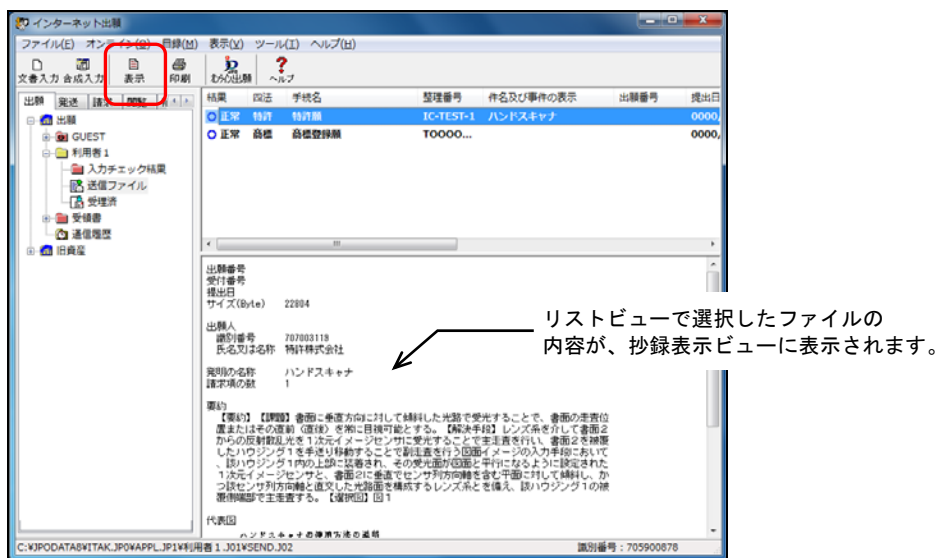 インターネット出願
ファイル(F) オンライン(O) 目録(M) 表示(V) ツール(I) ヘルプ(H)
文書入力 合成入力 表示 印刷 むかし出願 ヘルプ
出願 発送 請求 閲覧
結果 四法 手続名 整理番号 件名及び事件の表示 出願番号 提出日
正常 特許 特許願 IC-TEST-1 ハンドスキャナ 0000,
正常 商標 商標登録願 TOOOO... 0000,
出願
GUEST
利用者1
入力チェック結果
送信ファイル
受理済
受領書
通信履歴
旧資産
出願番号
受付番号
提出日
サイズ(Byte) 22804
出願人
識別番号 707003119
氏名又は名称 特許株式会社
発明の名称 ハンドスキャナ
請求項の数 1
要約
【要約】【課題】書面に垂直方向に対して傾斜した光路で受光することで、書面の走査位
置またはその直前(直後)を常に目視可能とする。【解決手段】レンズ系を介して書面2
からの反射散乱光を1次元イメージセンサに受光することで主走査を行い、書面2を被覆
したハウジング1を手送り移動することで副走査を行う図面イメージの入力手段において
、該ハウジング1内の上部に装着され、その受光面が図面と平行になるように設定された
1次元イメージセンサと、書面2に垂直でセンサ列方向軸を含む平面に対して傾斜し、か
つ該センサ列方向軸と直交した光路面を構成するレンズ系とを備え、該ハウジング1の被
覆側端部で主走査する。【選択図】図1
代表図
ハンドスキャナの使用方法の説明
リストビューで選択したファイルの
内容が、抄録表示ビューに表示されます。
C:¥JPODATA8¥ITAK.JP0¥APPL.JP1¥利用者1.J01¥SEND.J02 識別番号:705900878